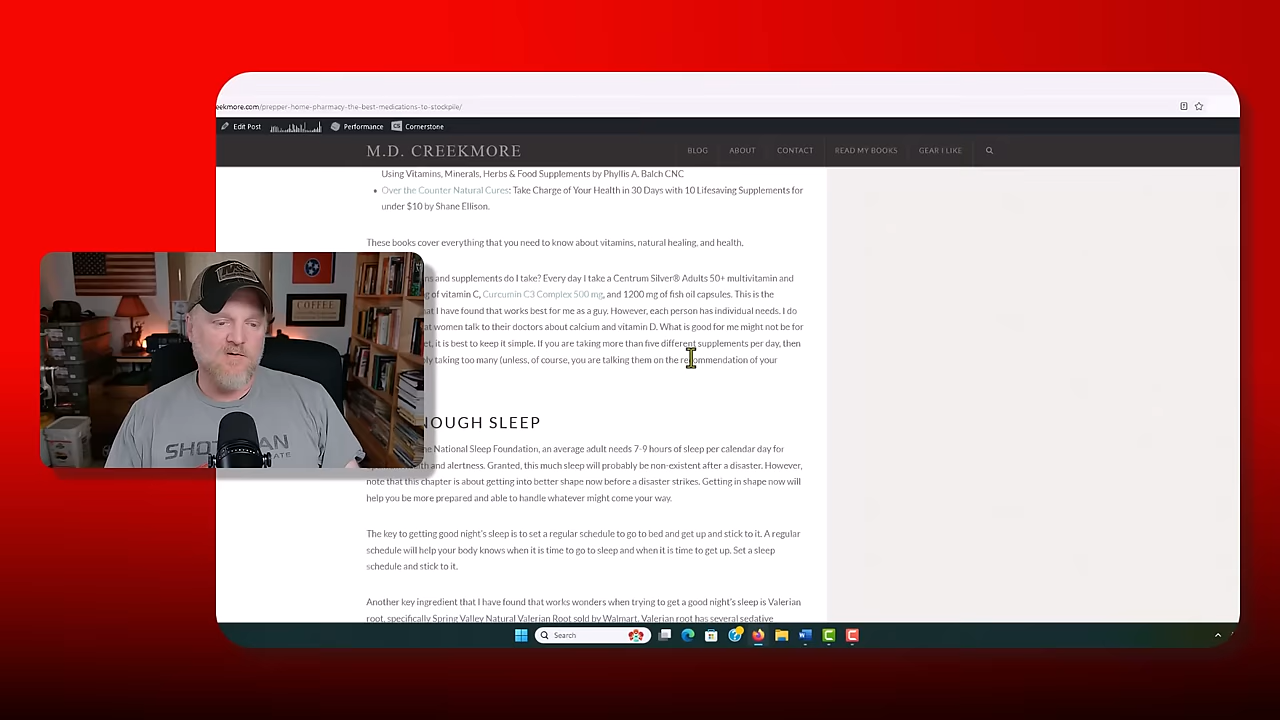 eekmore.com/prepper-home-pharmacy-the-best-medications-to-stockpile/
Edit Post Performance Cornerstone
M.D. CREEKMORE BLOG ABOUT CONTACT READ MY BOOKS GEAR I LIKE
Using Vitamins, Minerals, Herbs & Food Supplements by Phyllis A. Balch CNC
• Over the Counter Natural Cures: Take Charge of Your Health in 30 Days with 10 Lifesaving Supplements for
under $10 by Shane Ellison.
These books cover everything that you need to know about vitamins, natural healing, and health.
ns and supplements do I take? Every day I take a Centrum Silver® Adults 50+ multivitamin and
g of vitamin C, Curcumin C3 Complex 500 mg, and 1200 mg of fish oil capsules. This is the
at I have found that works best for me as a guy. However, each person has individual needs. I do
at women talk to their doctors about calcium and vitamin D. What is good for me might not be for
et, it is best to keep it simple. If you are taking more than five different supplements per day, then
bly taking too many (unless, of course, you are talking them on the recommendation of your
COFFEE
SHOTGUN
NOUGH SLEEP
he National Sleep Foundation, an average adult needs 7-9 hours of sleep per calendar day for
and alertness. Granted, this much sleep will probably be non-existent after a disaster. However,
note that this chapter is about getting into better shape now before a disaster strikes. Getting in shape now will
help you be more prepared and able to handle whatever might come your way.
The key to getting good night's sleep is to set a regular schedule to go to bed and get up and stick to it. A regular
schedule will help your body knows when it is time to go to sleep and when it is time to get up. Set a sleep
schedule and stick to it.
Another key ingredient that I have found that works wonders when trying to get a good night's sleep is Valerian
root, specifically Spring Valley Natural Valerian Root sold by Walmart. Valerian root has several sedative
Search